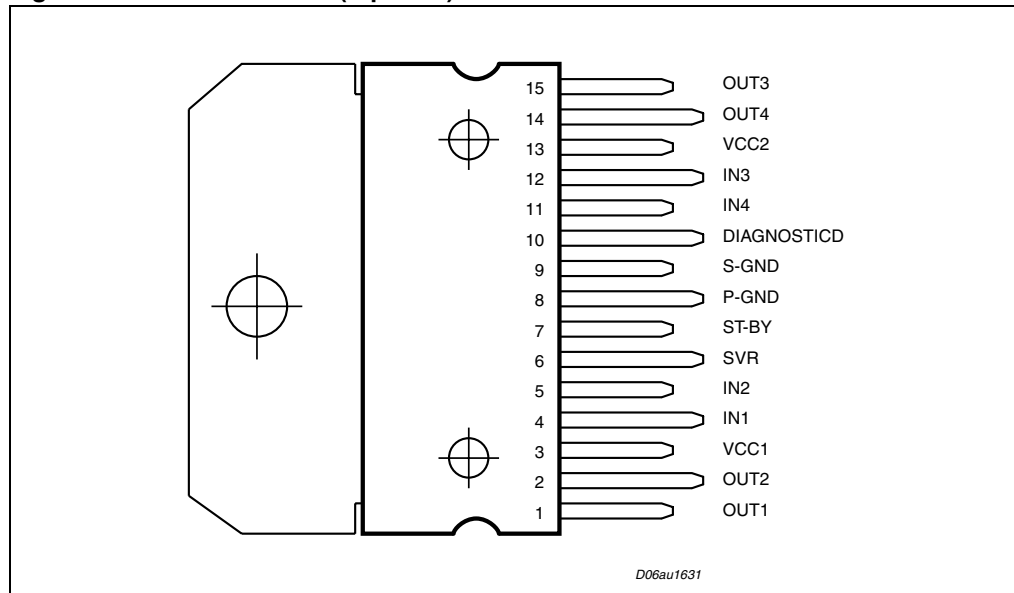 15 OUT3
14 OUT4
13 VCC2
12 IN3
11 IN4
10 DIAGNOSTICD
9 S-GND
8 P-GND
7 ST-BY
6 SVR
5 IN2
4 IN1
3 VCC1
2 OUT2
1 OUT1
D06au1631